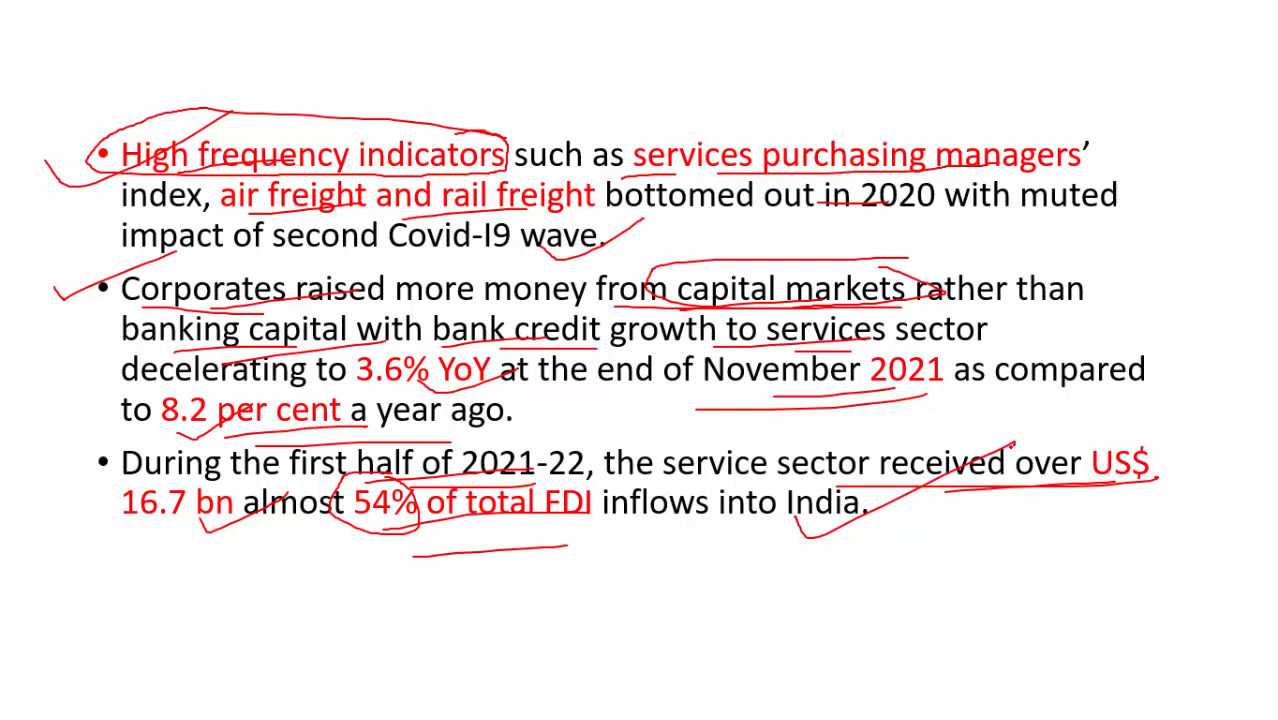 • High frequency indicators such as services purchasing managers’
index, air freight and rail freight bottomed out in 2020 with muted
impact of second Covid-I9 wave.
• Corporates raised more money from capital markets rather than
banking capital with bank credit growth to services sector
decelerating to 3.6% YoY at the end of November 2021 as compared
to 8.2 per cent a year ago.
• During the first half of 2021-22, the service sector received over US$
16.7 bn almost 54% of total FDI inflows into India.